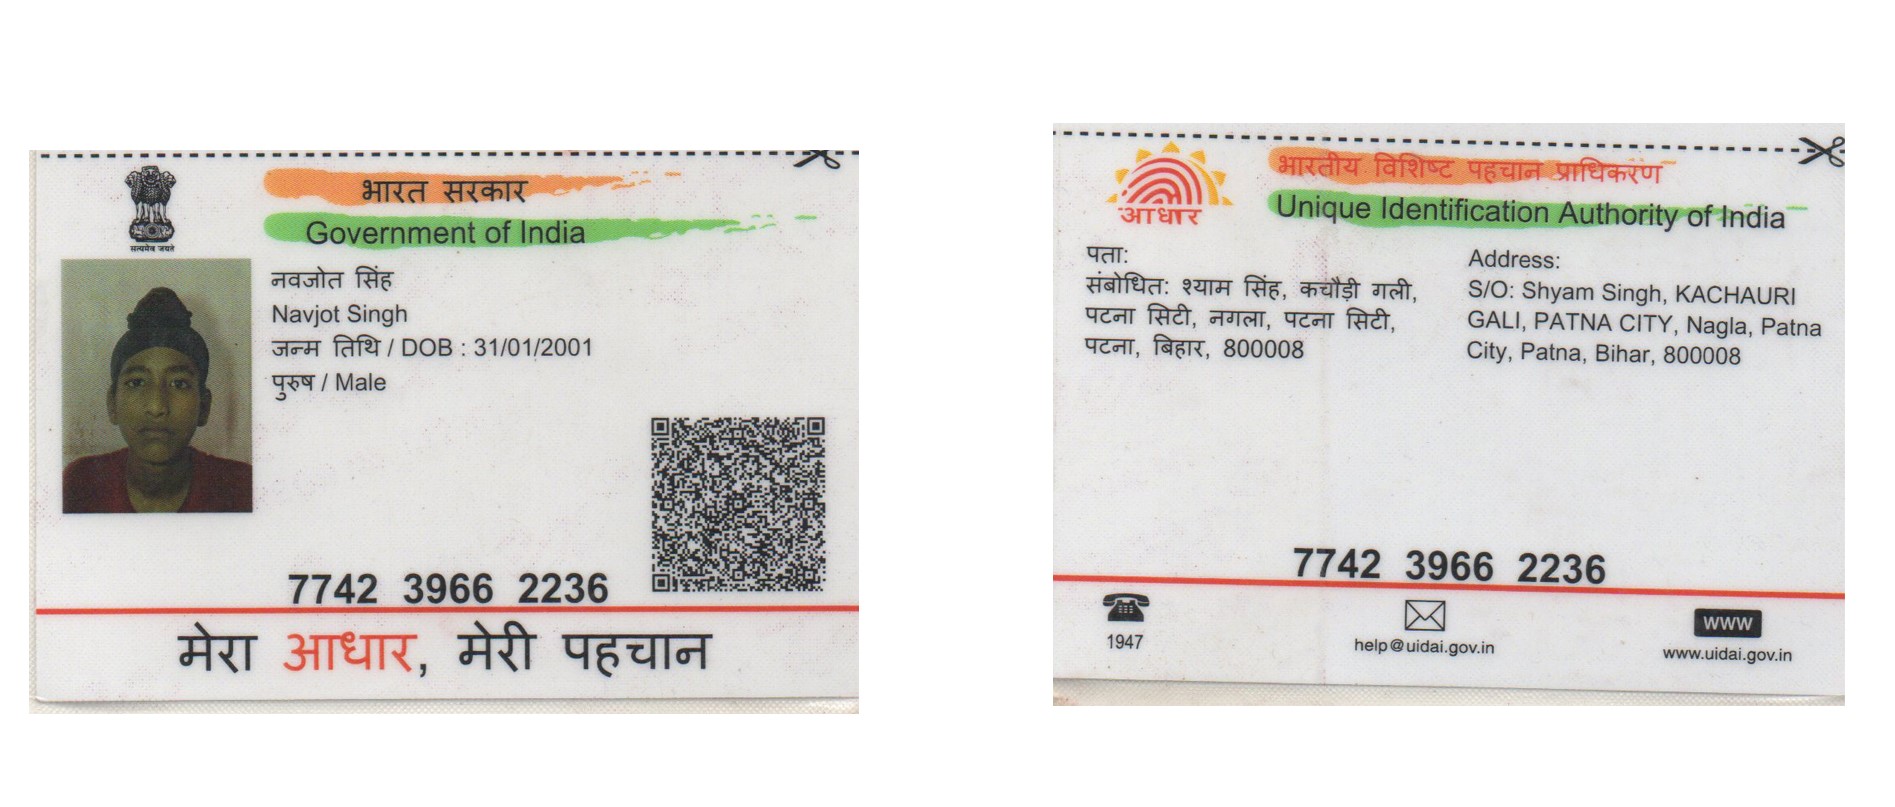 सत्यमेव जयते
भारत सरकार
Government of India
नवजोत सिंह
Navjot Singh
जन्म तिथि / DOB : 31/01/2001
पुरुष / Male
7742 3966 2236
मेरा आधार, मेरी पहचान
आधार
भारतीय विशिष्ट पहचान प्राधिकरण
Unique Identification Authority of India
पता:
संबोधित: श्याम सिंह, कचौड़ी गली,
पटना सिटी, नगला, पटना सिटी,
पटना, बिहार, 800008
Address:
S/O: Shyam Singh, KACHAURI
GALI, PATNA CITY, Nagla, Patna
City, Patna, Bihar, 800008
7742 3966 2236
1947
help@uidai.gov.in
www
www.uidai.gov.in